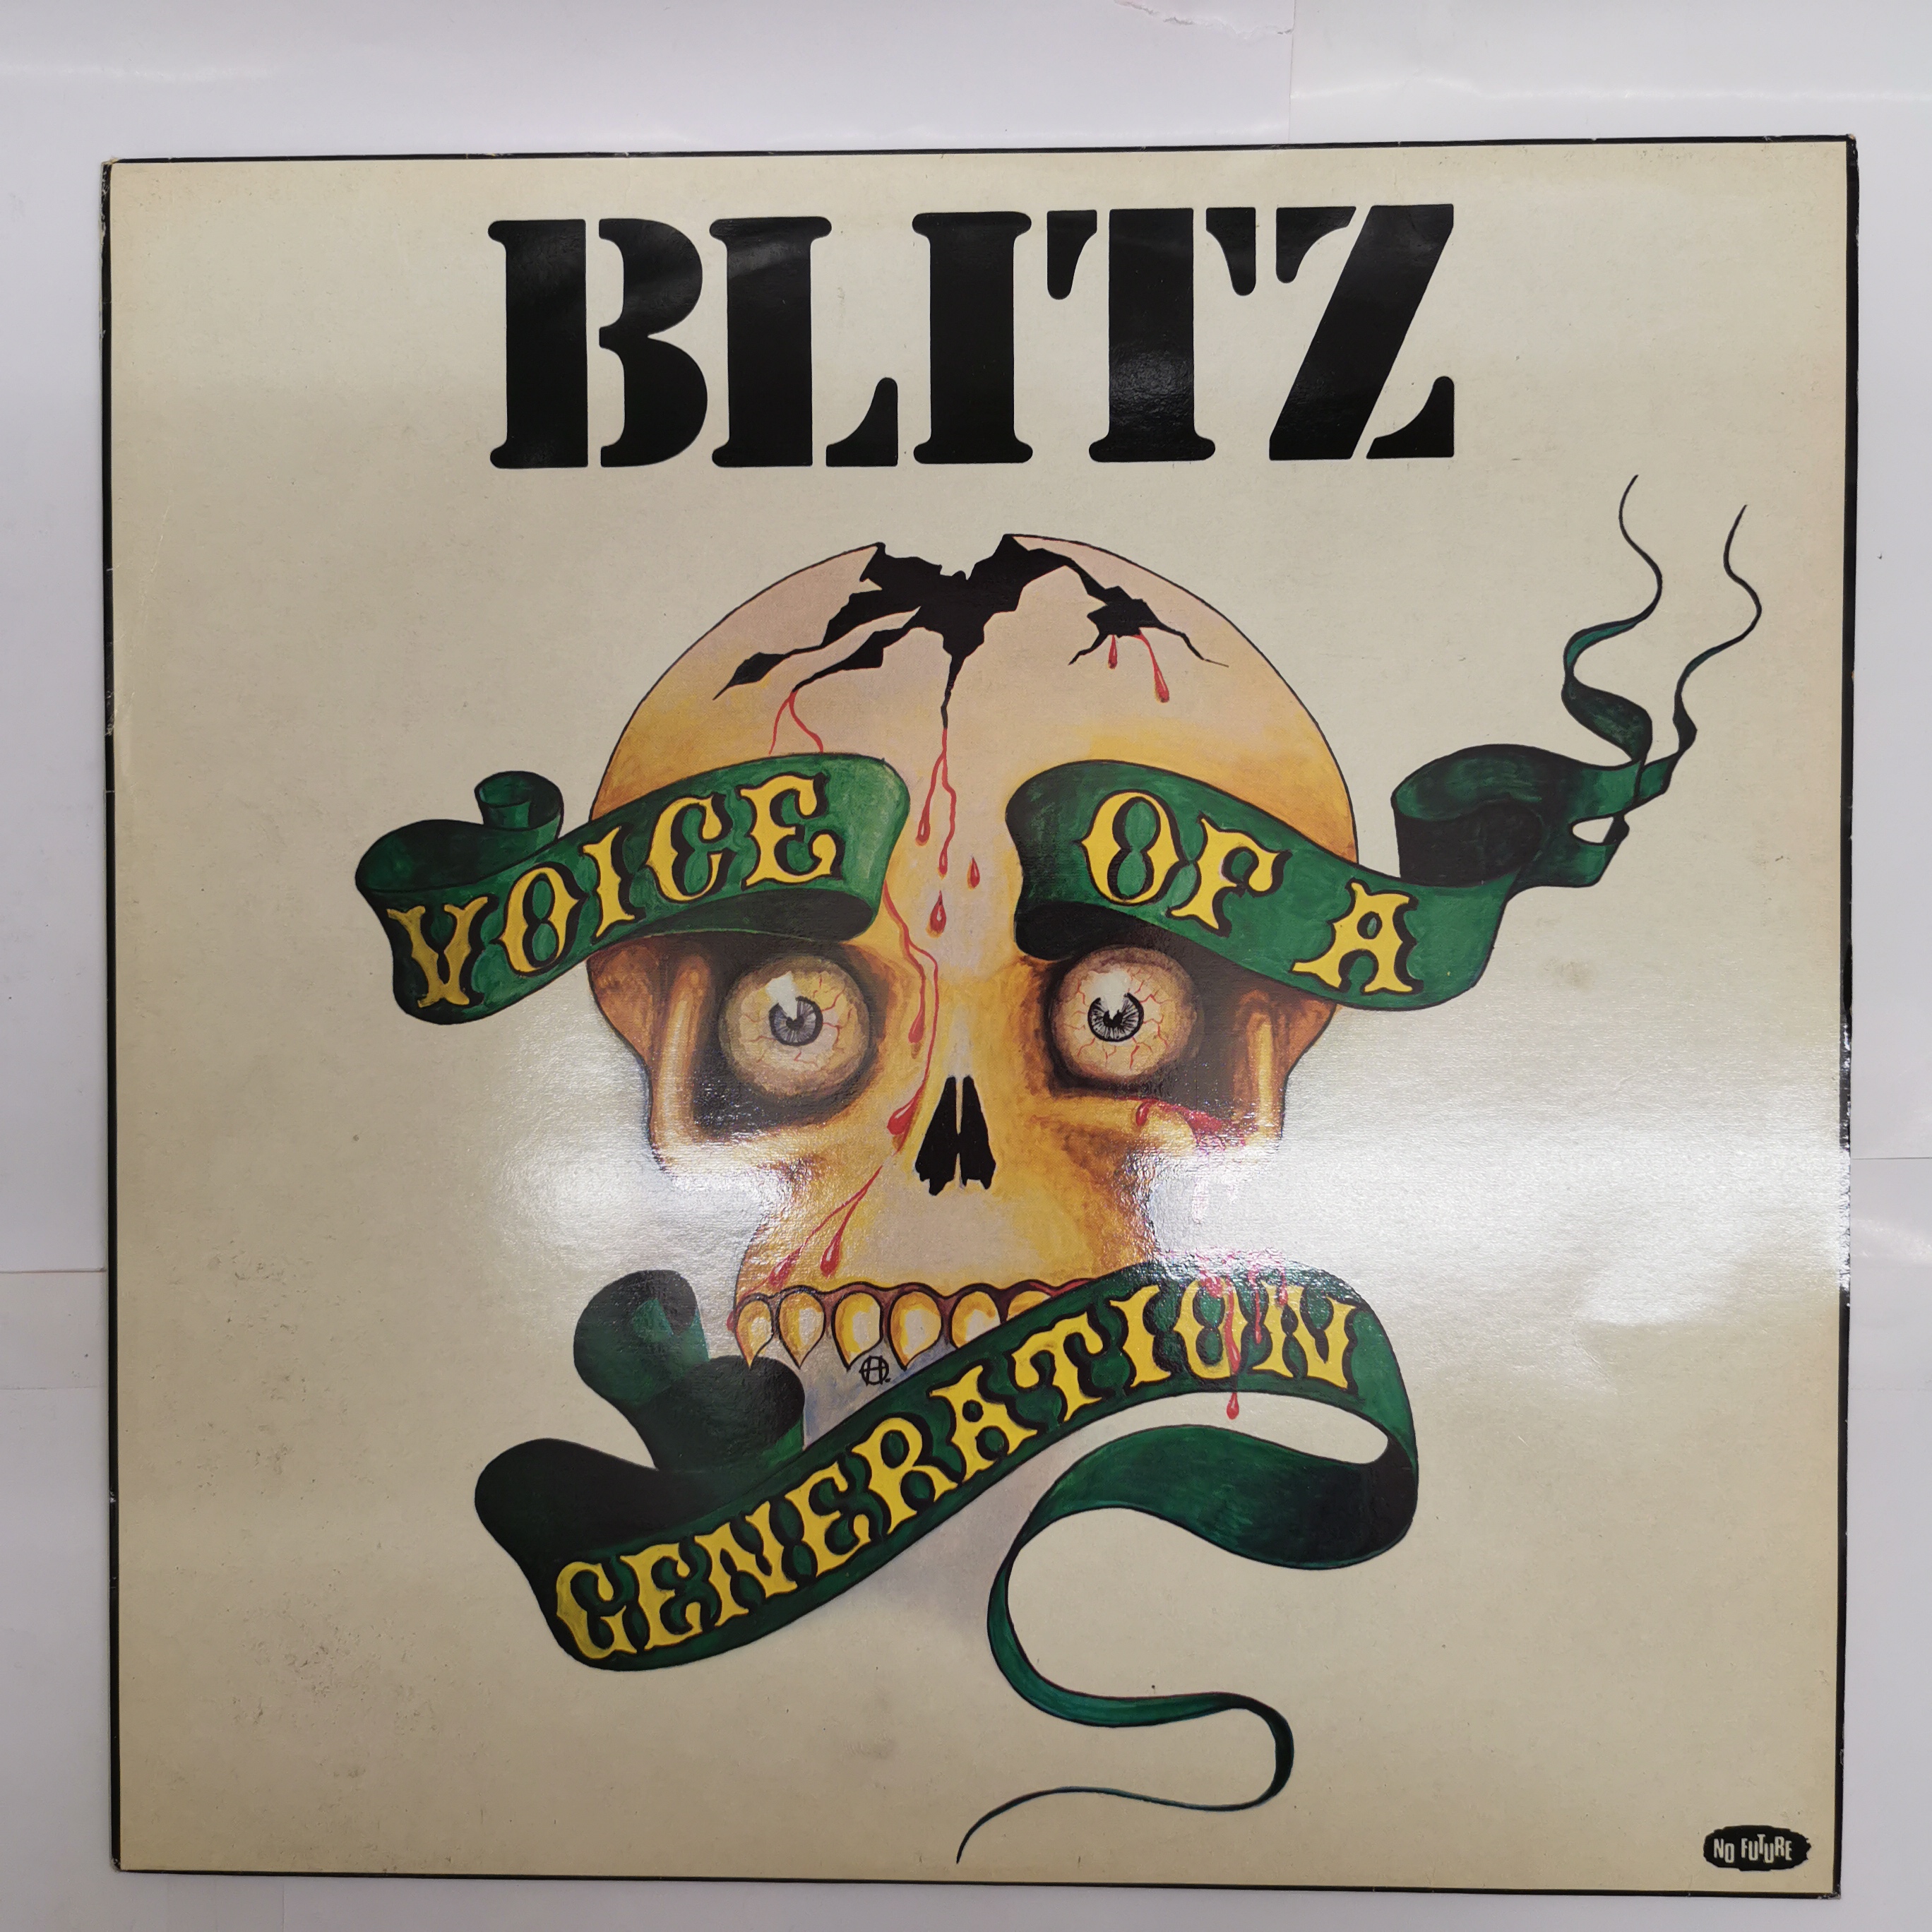 BLITZ
VOICE OF A
GENERATION
NO FUTURE